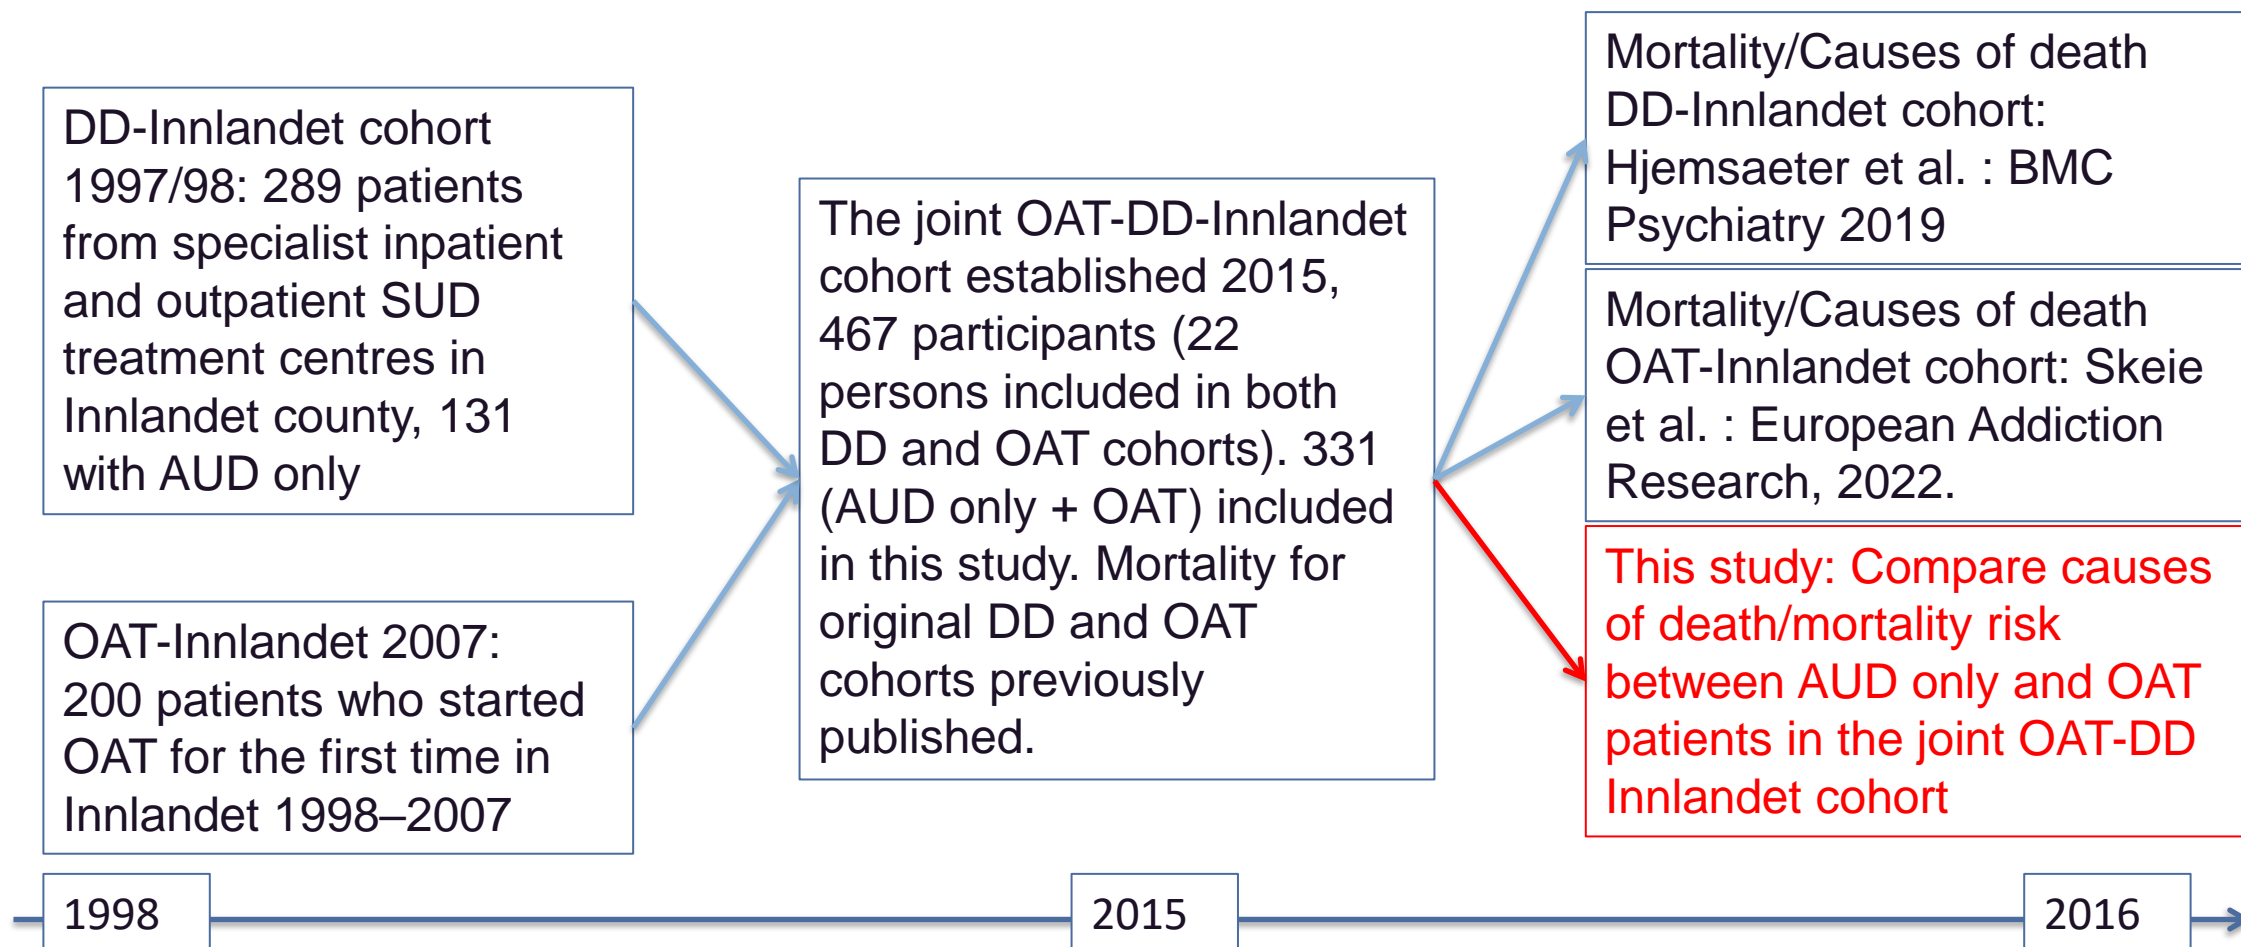 DD-Innlandet cohort
1997/98: 289 patients
from specialist inpatient
and outpatient SUD
treatment centres in
Innlandet county, 131
with AUD only
OAT-Innlandet 2007:
200 patients who started
OAT for the first time in
Innlandet 1998–2007
The joint OAT-DD-Innlandet
cohort established 2015,
467 participants (22
persons included in both
DD and OAT cohorts). 331
(AUD only + OAT) included
in this study. Mortality for
original DD and OAT
cohorts previously
published.
Mortality/Causes of death
DD-Innlandet cohort:
Hjemsaeter et al. : BMC
Psychiatry 2019
Mortality/Causes of death
OAT-Innlandet cohort: Skeie
et al. : European Addiction
Research, 2022.
This study: Compare causes
of death/mortality risk
between AUD only and OAT
patients in the joint OAT-DD
Innlandet cohort
1998
2015
2016